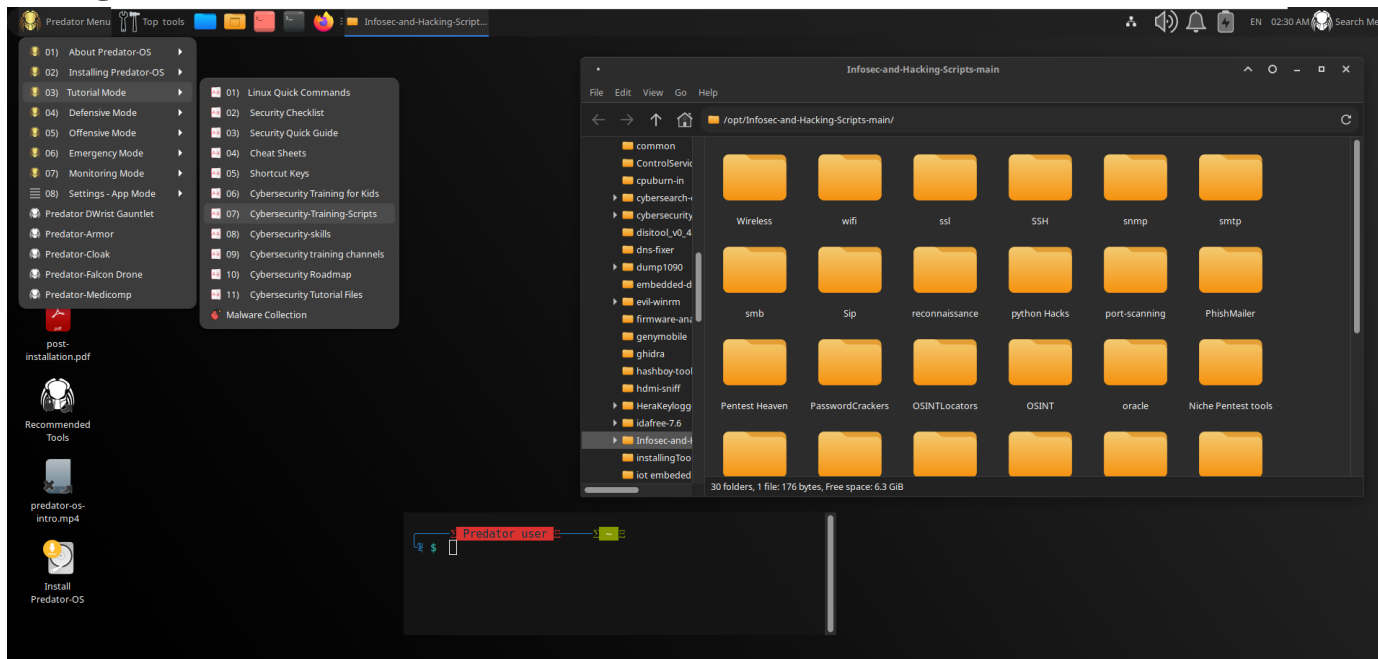 Predator Menu
Top tools
Infosec-and-Hacking-Script...
EN
02:30 AM
Search Me
01) About Predator-OS
02) Installing Predator-OS
03) Tutorial Mode
04) Defensive Mode
05) Offensive Mode
06) Emergency Mode
07) Monitoring Mode
08) Settings - App Mode
Predator DWrist Gauntlet
Predator-Armor
Predator-Cloak
Predator-Falcon Drone
Predator-Medicomp
01) Linux Quick Commands
02) Security Checklist
03) Security Quick Guide
04) Cheat Sheets
05) Shortcut Keys
06) Cybersecurity Training for Kids
07) Cybersecurity-Training-Scripts
08) Cybersecurity-skills
09) Cybersecurity training channels
10) Cybersecurity Roadmap
11) Cybersecurity Tutorial Files
Malware Collection
pdf
post-
installation.pdf
Recommended
Tools
predator-os-
intro.mp4
Install
Predator-OS
Infosec-and-Hacking-Scripts-main
File Edit View Go Help
/opt/Infosec-and-Hacking-Scripts-main/
common
ControlServic
cpuburn-in
cybersearch-
cybersecurity
disitool_v0_4
dns-fixer
dump1090
embedded-d
evil-winrm
firmware-ana
genymobile
ghidra
hashboy-tool
hdmi-sniff
HeraKeylogg
idafree-7.6
Infosec-and-H
installingToo
iot embeded
Wireless wifi ssl SSH snmp smtp
smb Sip reconnaissance python Hacks port-scanning PhishMailer
Pentest Heaven PasswordCrackers OSINTLocators OSINT oracle Niche Pentest tools
30 folders, 1 file: 176 bytes, Free space: 6.3 GiB
Predator user ~
$